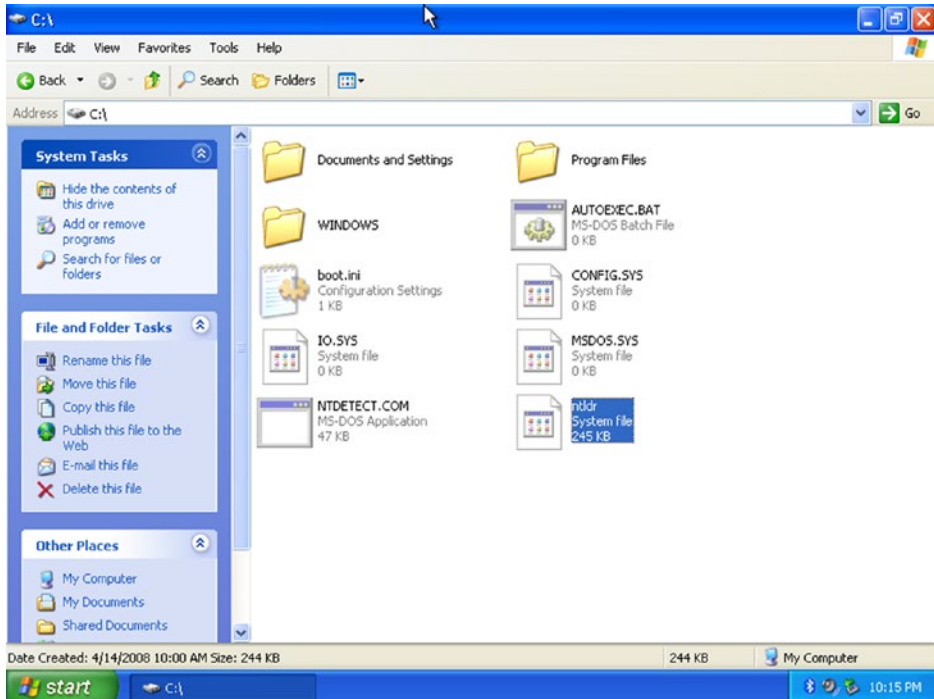 C:\
File Edit View Favorites Tools Help
Back Search Folders
Address C:\ Go
System Tasks
Hide the contents of
this drive
Add or remove
programs
Search for files or
folders
File and Folder Tasks
Rename this file
Move this file
Copy this file
Publish this file to the
Web
E-mail this file
Delete this file
Other Places
My Computer
My Documents
Shared Documents
Documents and Settings
Program Files
WINDOWS
AUTOEXEC.BAT
MS-DOS Batch File
0 KB
boot.ini
Configuration Settings
1 KB
CONFIG.SYS
System file
0 KB
IO.SYS
System file
0 KB
MSDOS.SYS
System file
0 KB
NTDETECT.COM
MS-DOS Application
47 KB
ntldr
System file
245 KB
Date Created: 4/14/2008 10:00 AM Size: 244 KB 244 KB My Computer
start C:\ 10:15 PM